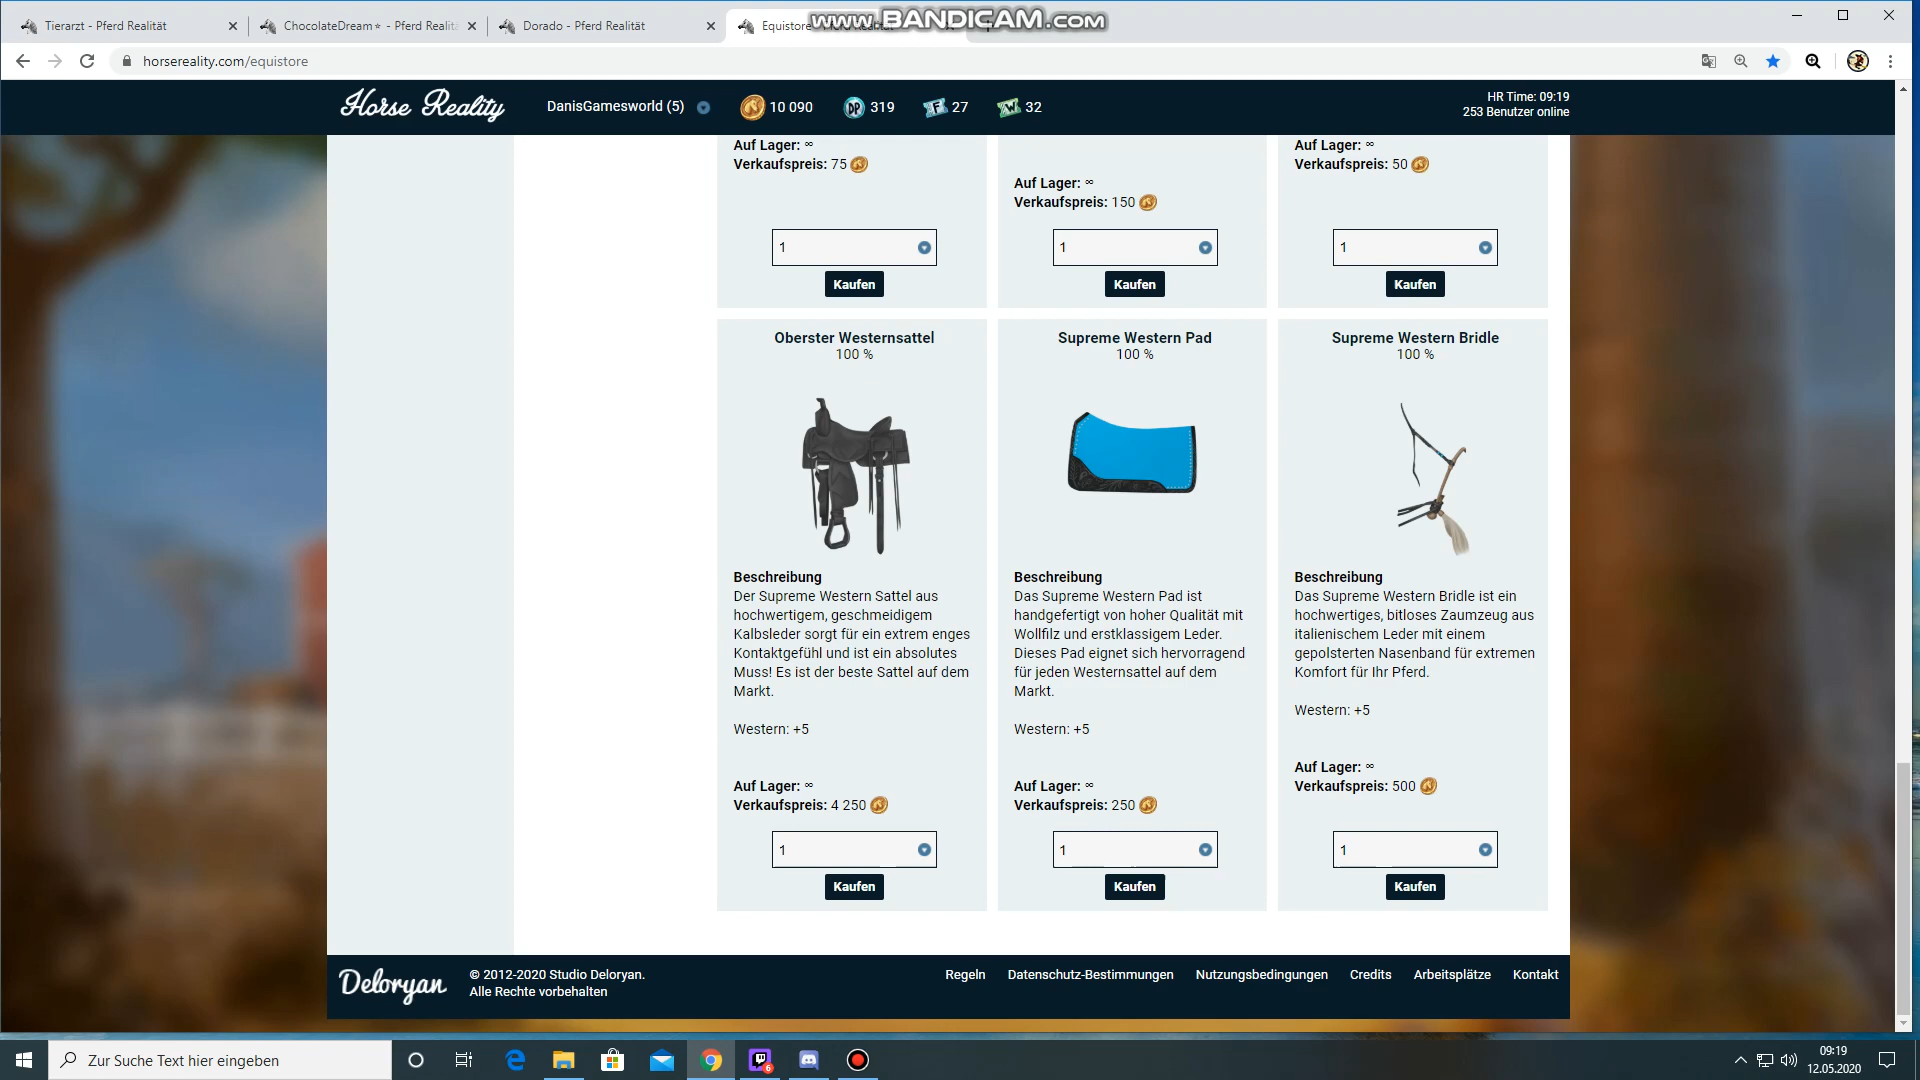 Tierarzt - Pferd Realität
ChocolateDream⭐ - Pferd Realitä
Dorado - Pferd Realität
Equistore
www.BANDICAM.com
horsereality.com/equistore
Horse Reality
DanisGamesworld (5)
10 090
DP
319
F
27
W
32
HR Time: 09:19
253 Benutzer online
Auf Lager: ∞
Verkaufspreis: 75
1
Kaufen
Auf Lager: ∞
Verkaufspreis: 150
1
Kaufen
Auf Lager: ∞
Verkaufspreis: 50
1
Kaufen
Oberster Westernsattel
100 %
Beschreibung
Der Supreme Western Sattel aus
hochwertigem, geschmeidigem
Kalbsleder sorgt für ein extrem enges
Kontaktgefühl und ist ein absolutes
Muss! Es ist der beste Sattel auf dem
Markt.
Western: +5
Auf Lager: ∞
Verkaufspreis: 4 250
1
Kaufen
Supreme Western Pad
100 %
Beschreibung
Das Supreme Western Pad ist
handgefertigt von hoher Qualität mit
Wollfilz und erstklassigem Leder.
Dieses Pad eignet sich hervorragend
für jeden Westernsattel auf dem
Markt.
Western: +5
Auf Lager: ∞
Verkaufspreis: 250
1
Kaufen
Supreme Western Bridle
100 %
Beschreibung
Das Supreme Western Bridle ist ein
hochwertiges, bitloses Zaumzeug aus
italienischem Leder mit einem
gepolsterten Nasenband für extremen
Komfort für Ihr Pferd.
Western: +5
Auf Lager: ∞
Verkaufspreis: 500
1
Kaufen
Deloryan
© 2012-2020 Studio Deloryan.
Alle Rechte vorbehalten
Regeln
Datenschutz-Bestimmungen
Nutzungsbedingungen
Credits
Arbeitsplätze
Kontakt
Zur Suche Text hier eingeben
6
09:19
12.05.2020